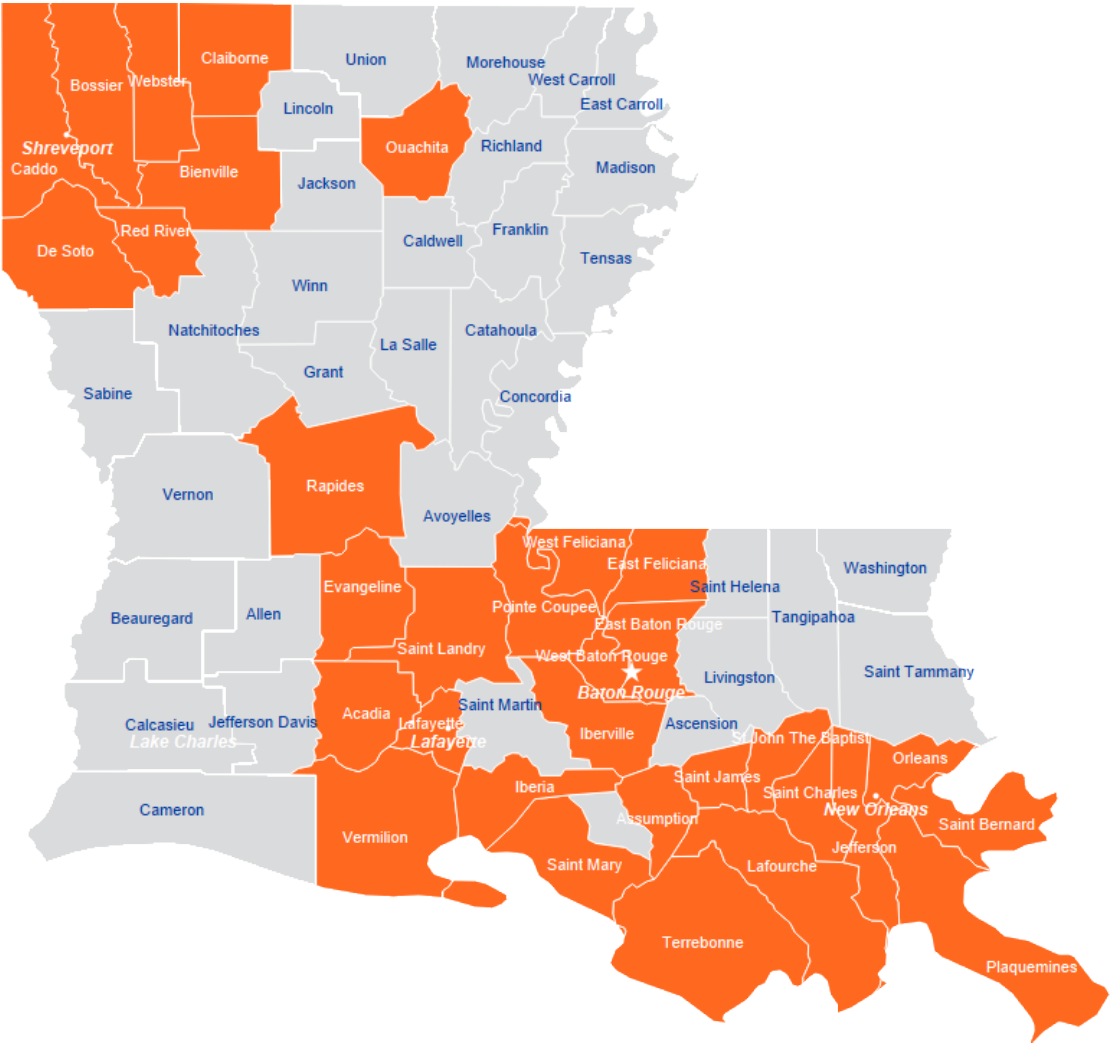 Claiborne
Union
Morehouse
West Carroll
East Carroll
Bossier
Webster
Lincoln
Shreveport
Caddo
Ouachita
Richland
Madison
Bienville
Jackson
Red River
De Soto
Caldwell
Franklin
Tensas
Winn
Natchitoches
La Salle
Catahoula
Grant
Sabine
Concordia
Rapides
Vernon
Avoyelles
West Feliciana
East Feliciana
Saint Helena
Washington
Evangeline
Pointe Coupee
Beauregard
Allen
East Baton Rouge
Tangipahoa
Saint Landry
West Baton Rouge
Livingston
Saint Tammany
Baton Rouge
Saint Martin
Acadia
Lafayette
Lafayette
Calcasieu
Jefferson Davis
Lake Charles
Iberville
Ascension
St John The Baptist
Orleans
Iberia
Saint James
Saint Charles
New Orleans
Cameron
Assumption
Saint Bernard
Vermilion
Jefferson
Saint Mary
Lafourche
Terrebonne
Plaquemines